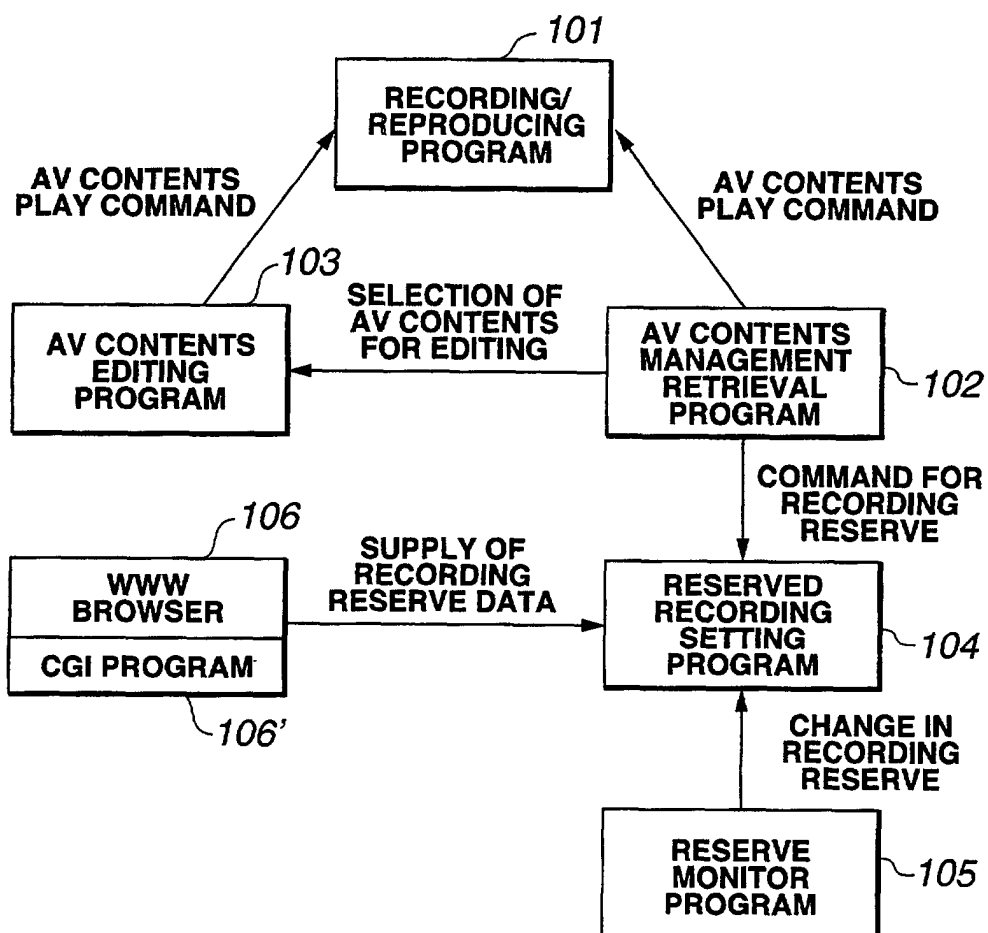 101
RECORDING/
REPRODUCING
PROGRAM
AV CONTENTS
PLAY COMMAND
AV CONTENTS
PLAY COMMAND
103
SELECTION OF
AV CONTENTS
FOR EDITING
AV CONTENTS
EDITING
PROGRAM
AV CONTENTS
MANAGEMENT
RETRIEVAL
PROGRAM
102
COMMAND FOR
RECORDING
RESERVE
106
WWW
BROWSER
CGI PROGRAM
106'
SUPPLY OF
RECORDING
RESERVE DATA
RESERVED
RECORDING
SETTING
PROGRAM
104
CHANGE IN
RECORDING
RESERVE
RESERVE
MONITOR
PROGRAM
105